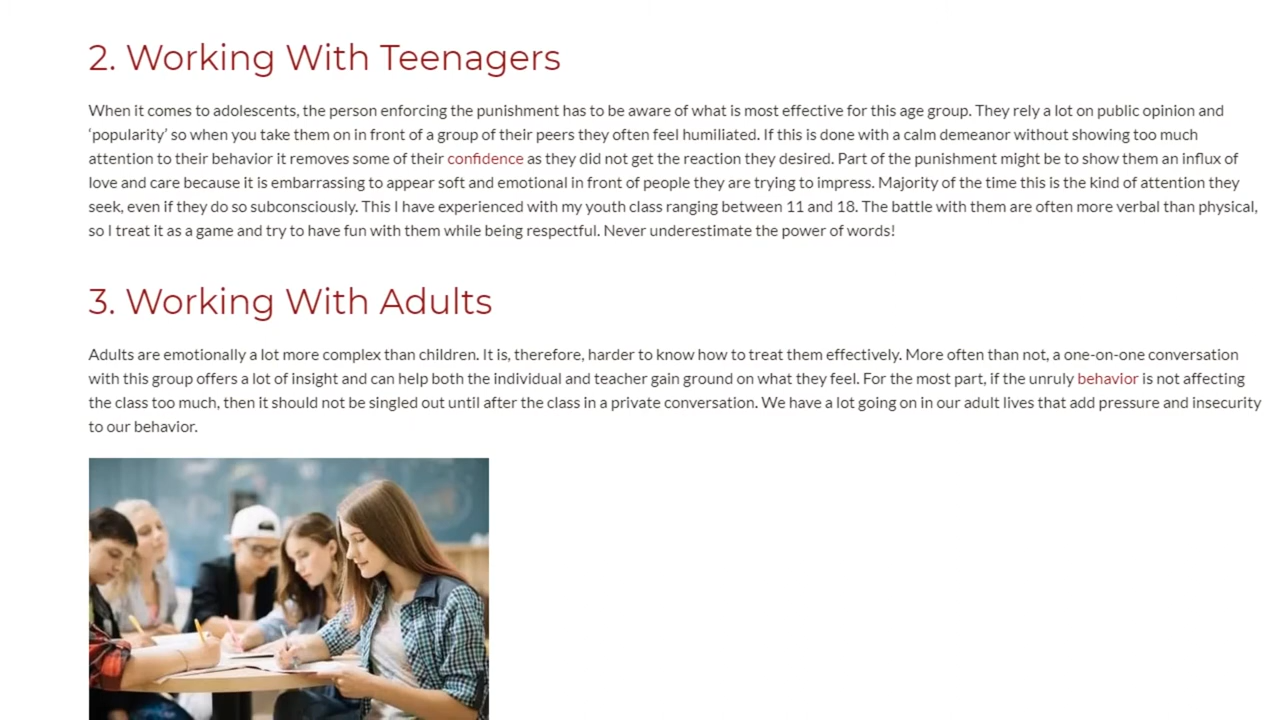 2. Working With Teenagers
When it comes to adolescents, the person enforcing the punishment has to be aware of what is most effective for this age group. They rely a lot on public opinion and
‘popularity’ so when you take them on in front of a group of their peers they often feel humiliated. If this is done with a calm demeanor without showing too much
attention to their behavior it removes some of their confidence as they did not get the reaction they desired. Part of the punishment might be to show them an influx of
love and care because it is embarrassing to appear soft and emotional in front of people they are trying to impress. Majority of the time this is the kind of attention they
seek, even if they do so subconsciously. This I have experienced with my youth class ranging between 11 and 18. The battle with them are often more verbal than physical,
so I treat it as a game and try to have fun with them while being respectful. Never underestimate the power of words!
3. Working With Adults
Adults are emotionally a lot more complex than children. It is, therefore, harder to know how to treat them effectively. More often than not, a one-on-one conversation
with this group offers a lot of insight and can help both the individual and teacher gain ground on what they feel. For the most part, if the unruly behavior is not affecting
the class too much, then it should not be singled out until after the class in a private conversation. We have a lot going on in our adult lives that add pressure and insecurity
to our behavior.